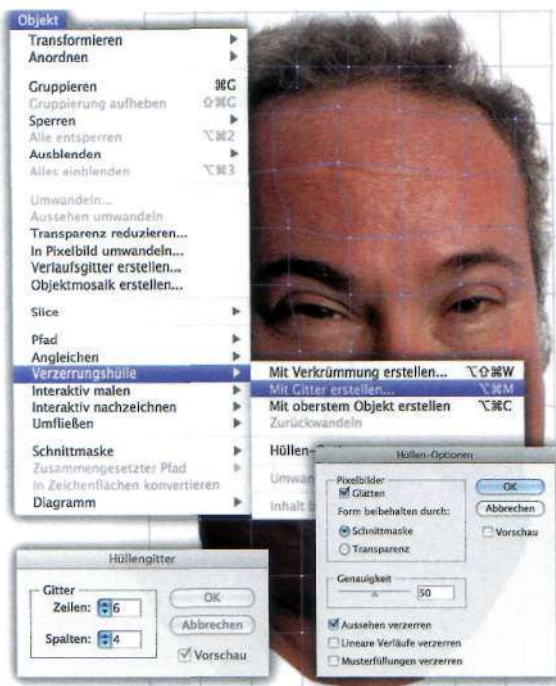 Objekt
Transformieren
Anordnen
Gruppieren ⌘G
Gruppierung aufheben ⇧⌘G
Sperren
Alle entsperren ⌥⌘2
Ausblenden
Alles einblenden ⌥⌘3
Umwandeln...
Aussehen umwandeln
Transparenz reduzieren...
In Pixelbild umwandeln...
Verlaufsgitter erstellen...
Objektmosaik erstellen...
Slice
Pfad
Angleichen
Verzerrungshülle
Interaktiv malen
Interaktiv nachzeichnen
Umfließen
Schnittmaske
Zusammengesetzter Pfad
In Zeichenflächen konvertieren
Diagramm
Mit Verkrümmung erstellen... ⌥⇧⌘W
Mit Gitter erstellen... ⌥⌘M
Mit oberstem Objekt erstellen ⌥⌘C
Zurückwandeln
Hüllen-
Umwan
Inhalt b
Hüllen-Optionen
Pixelbilder
Glätten
Form beibehalten durch:
Schnittmaske
Transparenz
Genauigkeit
50
Aussehen verzerren
Lineare Verläufe verzerren
Musterfüllungen verzerren
OK
Abbrechen
Vorschau
Hüllengitter
Gitter
Zeilen: 6
Spalten: 4
OK
Abbrechen
Vorschau